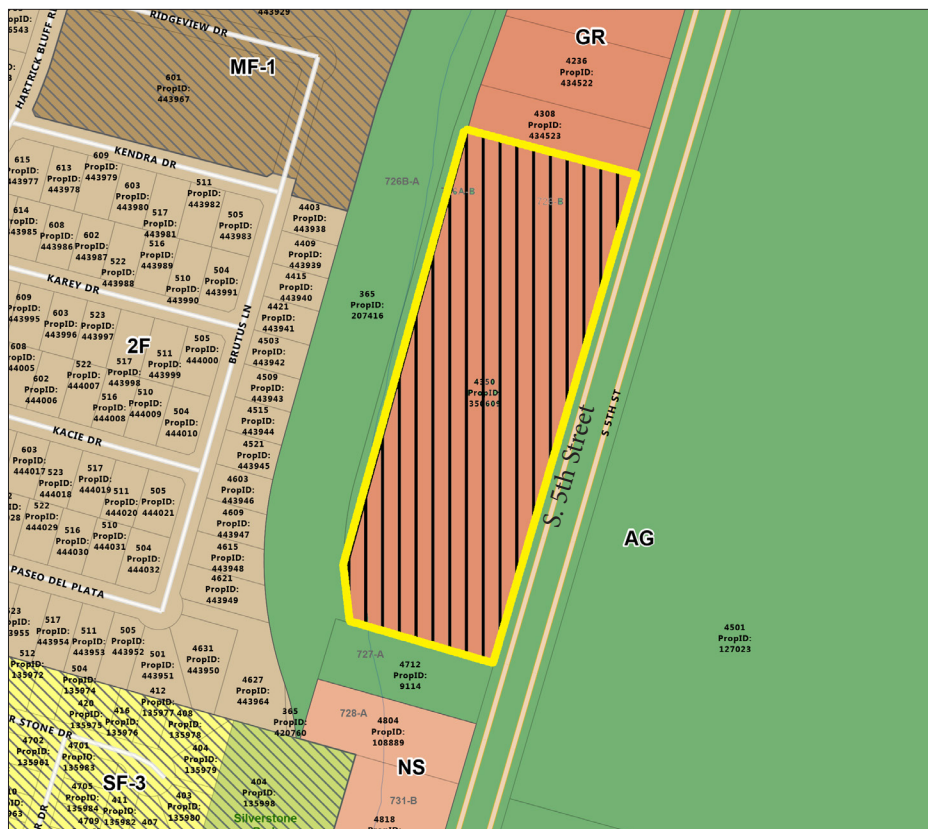 443929
RIDGEVIEW DR
GR
MF-1
HARTRICK BLUFF R
601
PropID:
443967
4236
PropID:
434522
4308
PropID:
434523
KENDRA DR
615
PropID:
443977
613
PropID:
443978
609
PropID:
443979
603
PropID:
443980
511
PropID:
443982
517
PropID:
443981
505
PropID:
443983
614
443985
608
PropID:
443986
602
PropID:
443987
516
PropID:
443989
522
PropID:
443988
510
PropID:
443990
504
PropID:
443991
KAREY DR
BRUTUS LN
4403
PropID:
443938
4409
PropID:
443939
4415
PropID:
443940
4421
PropID:
443941
4503
PropID:
443942
4509
PropID:
443943
4515
PropID:
443944
4521
PropID:
443945
4603
PropID:
443946
4609
PropID:
443947
4615
PropID:
443948
4621
PropID:
443949
726B-A
365
PropID:
207416
4350
PropID:
350609
S. 5th Street
S 5TH ST
AG
4501
PropID:
127023
609
PropID:
443995
603
PropID:
443996
523
PropID:
443997
2F
517
PropID:
443998
511
PropID:
443999
505
PropID:
444000
608
602
PropID:
444006
522
PropID:
444007
516
PropID:
444008
510
PropID:
444009
504
PropID:
444010
KACIE DR
603
PropID:
444017
523
PropID:
444018
517
PropID:
444019
511
PropID:
444020
505
PropID:
444021
522
PropID:
444029
516
PropID:
444030
510
PropID:
444031
504
PropID:
444032
PASEO DEL PLATA
517
PropID:
443954
511
PropID:
443953
505
PropID:
443952
501
PropID:
443951
4631
PropID:
443950
4627
PropID:
443964
512
PropID:
135972
504
PropID:
135974
420
PropID:
135975
416
PropID:
135976
412
PropID:
135977
408
PropID:
135978
404
PropID:
135979
365
PropID:
420760
727-A
4712
PropID:
9114
728-A
4804
PropID:
108889
NS
731-B
4818
PropID:
R STONE DR
4702
PropID:
135961
4701
PropID:
135983
SF-3
4705
PropID:
135984
4709
411
PropID:
135982
407
403
PropID:
135980
404
PropID:
135998
Silverstone
R DR